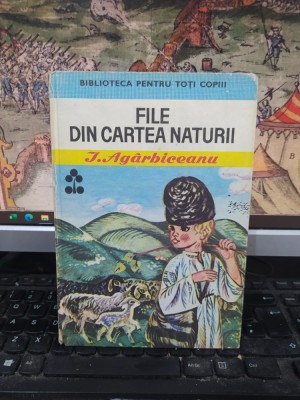 BIBLIOTECA PENTRU TOȚI COPIII
FILE
DIN CARTEA NATURII
I. Agârbiceanu